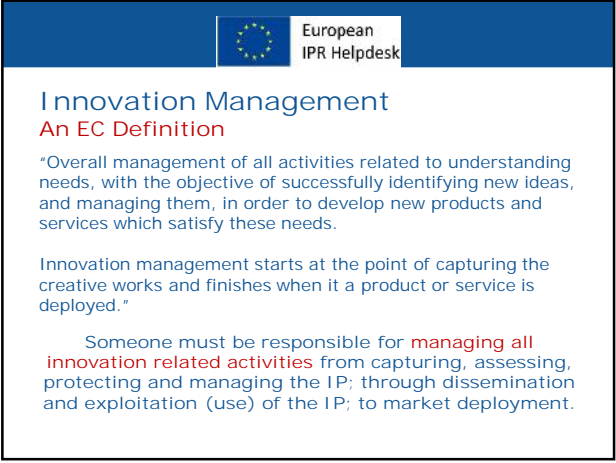 European
IPR Helpdesk
Innovation Management
An EC Definition
“Overall management of all activities related to understanding
needs, with the objective of successfully identifying new ideas,
and managing them, in order to develop new products and
services which satisfy these needs.
Innovation management starts at the point of capturing the
creative works and finishes when it a product or service is
deployed.”
Someone must be responsible for managing all
innovation related activities from capturing, assessing,
protecting and managing the IP; through dissemination
and exploitation (use) of the IP; to market deployment.